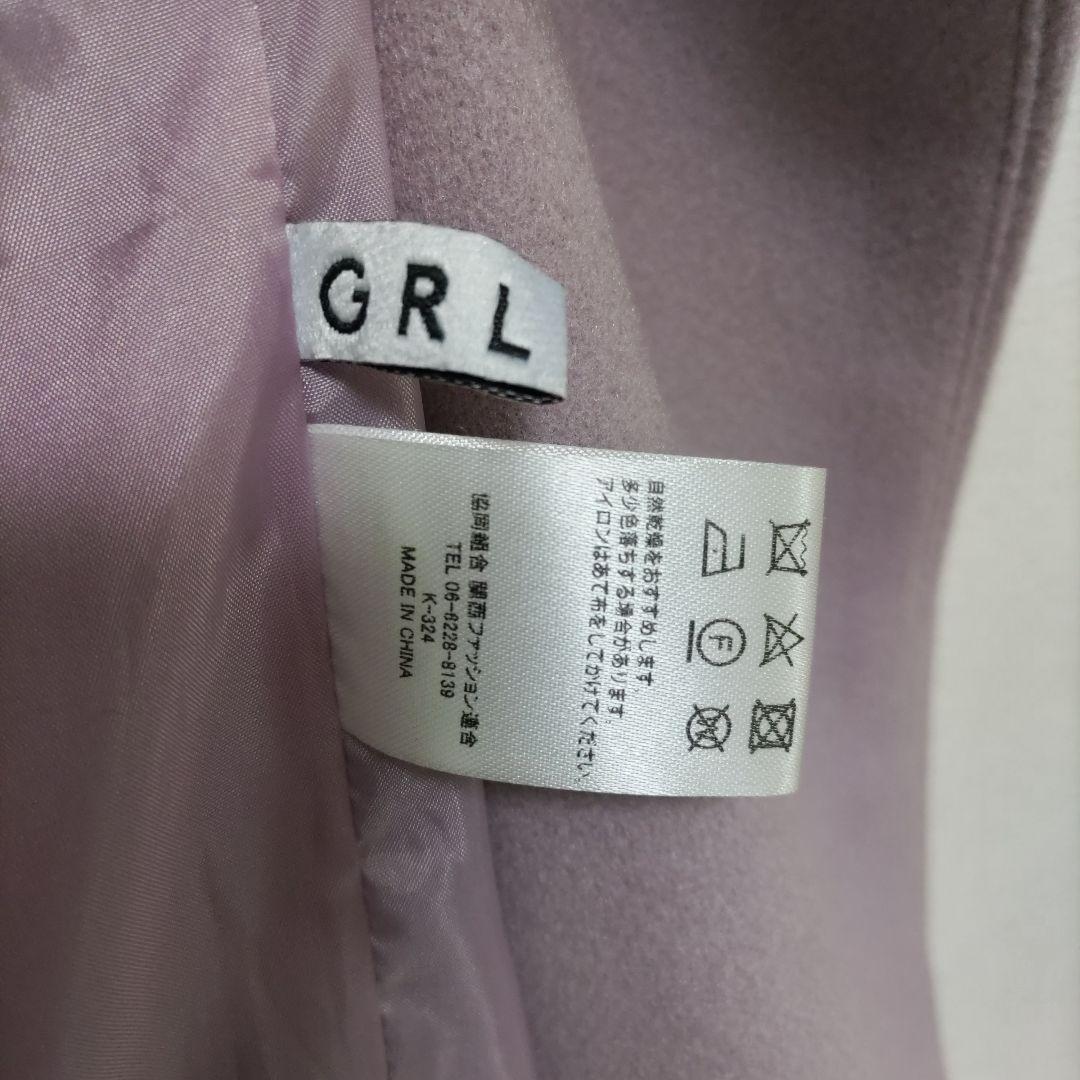 GRL
自然乾燥をおすすめします.
多少色落ちする場合があります.
アイロンはあて布をしてかけてください.
協同組合 関西ファッション連合
TEL 06-6228-8139
K-324
MADE IN CHINA